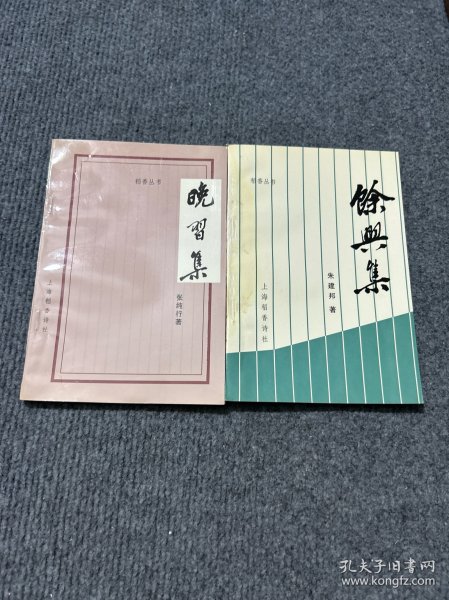 稻香丛书
晚習集
张纯行著
上海稻香诗社
稻香丛书
餘興集
朱建邦 著
上海稻香诗社
孔夫子旧书网
www.kongfz.com